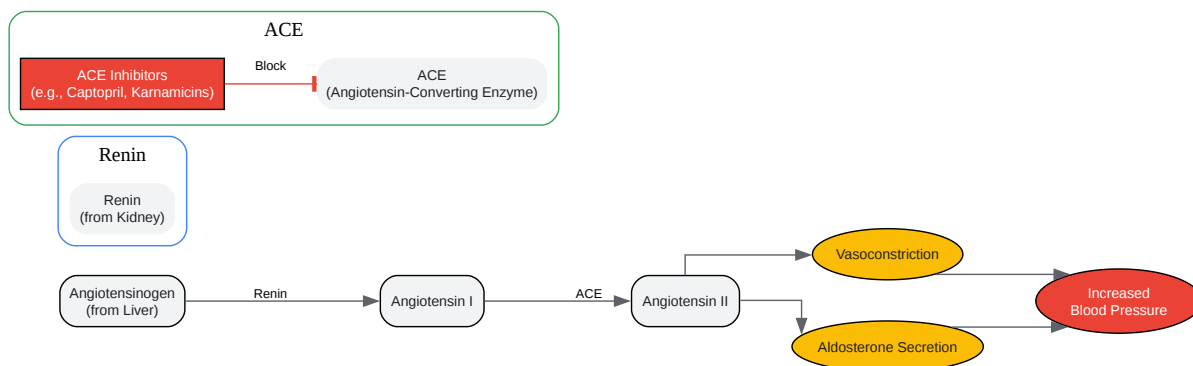 ACE
ACE Inhibitors
(e.g., Captopril, Karnamicins)
Block
ACE
(Angiotensin-Converting Enzyme)
Renin
Renin
(from Kidney)
Angiotensinogen
(from Liver)
Renin
Angiotensin I
ACE
Angiotensin II
Vasoconstriction
Aldosterone Secretion
Increased
Blood Pressure